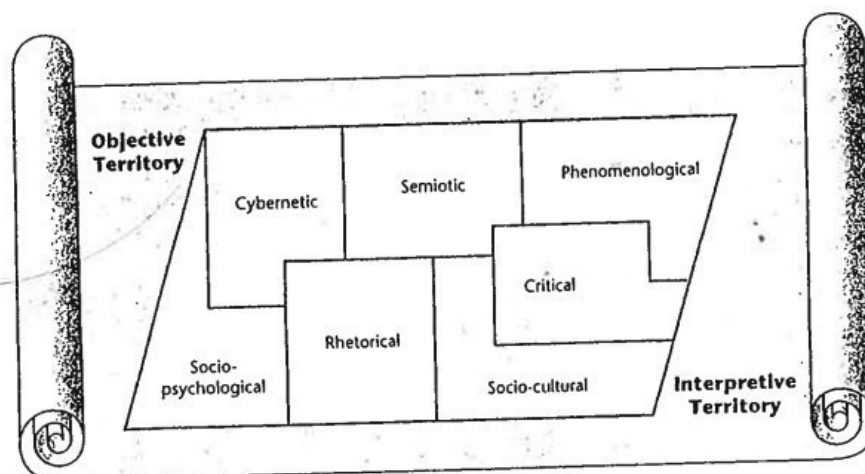 Objective
Territory
Cybernetic
Semiotic
Phenomenological
Critical
Rhetorical
Socio-
psychological
Socio-cultural
Interpretive
Territory